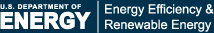 U.S. DEPARTMENT OF
ENERGY
Energy Efficiency &
Renewable Energy